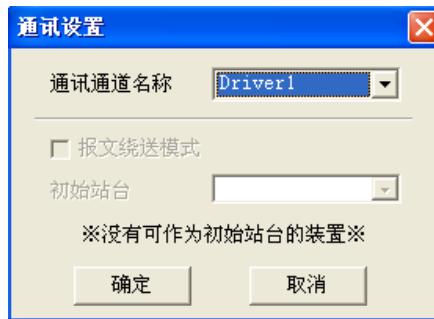 通讯设置
通讯通道名称 Driver1
报文绕送模式
初始站台
※没有可作为初始站台的装置※
确定 取消